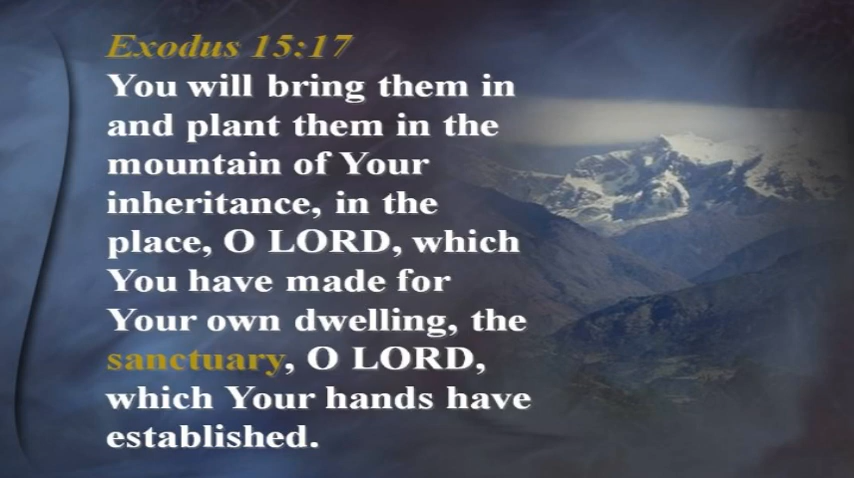 Exodus 15:17
You will bring them in
and plant them in the
mountain of Your
inheritance, in the
place, O LORD, which
You have made for
Your own dwelling, the
sanctuary, O LORD,
which Your hands have
established.